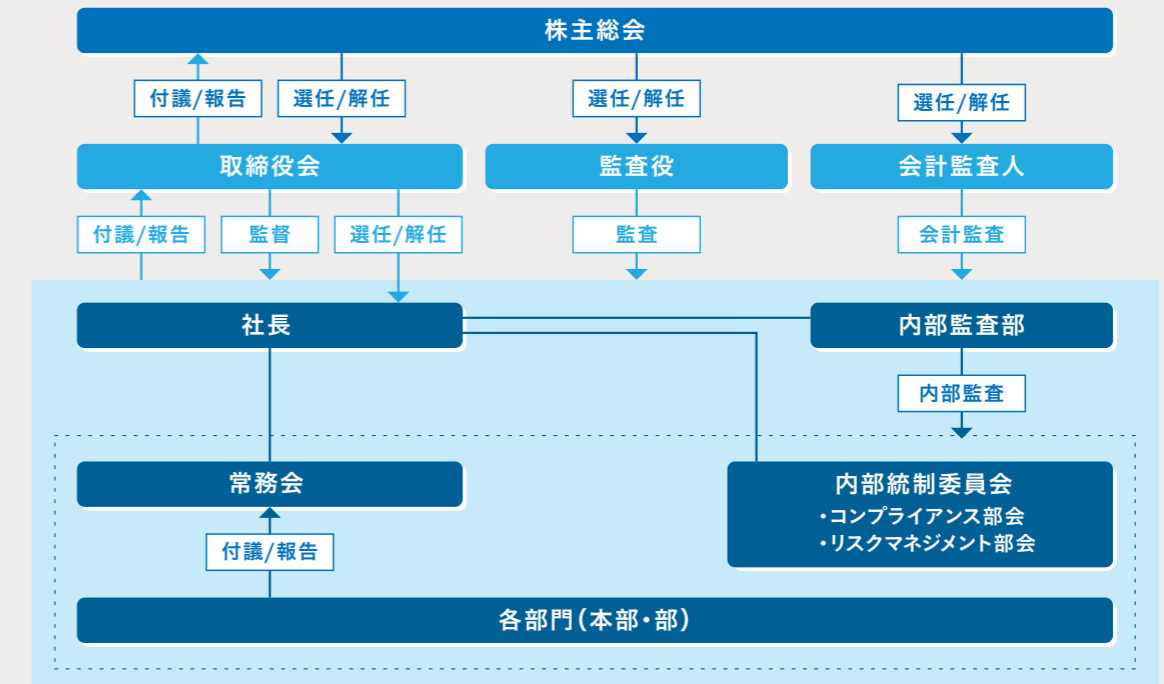 株主総会
付議/報告
選任/解任
選任/解任
選任/解任
取締役会
監査役
会計監査人
付議/報告
監督
選任/解任
監査
会計監査
社長
内部監査部
内部監査
常務会
内部統制委員会
・コンプライアンス部会
・リスクマネジメント部会
付議/報告
各部門(本部・部)